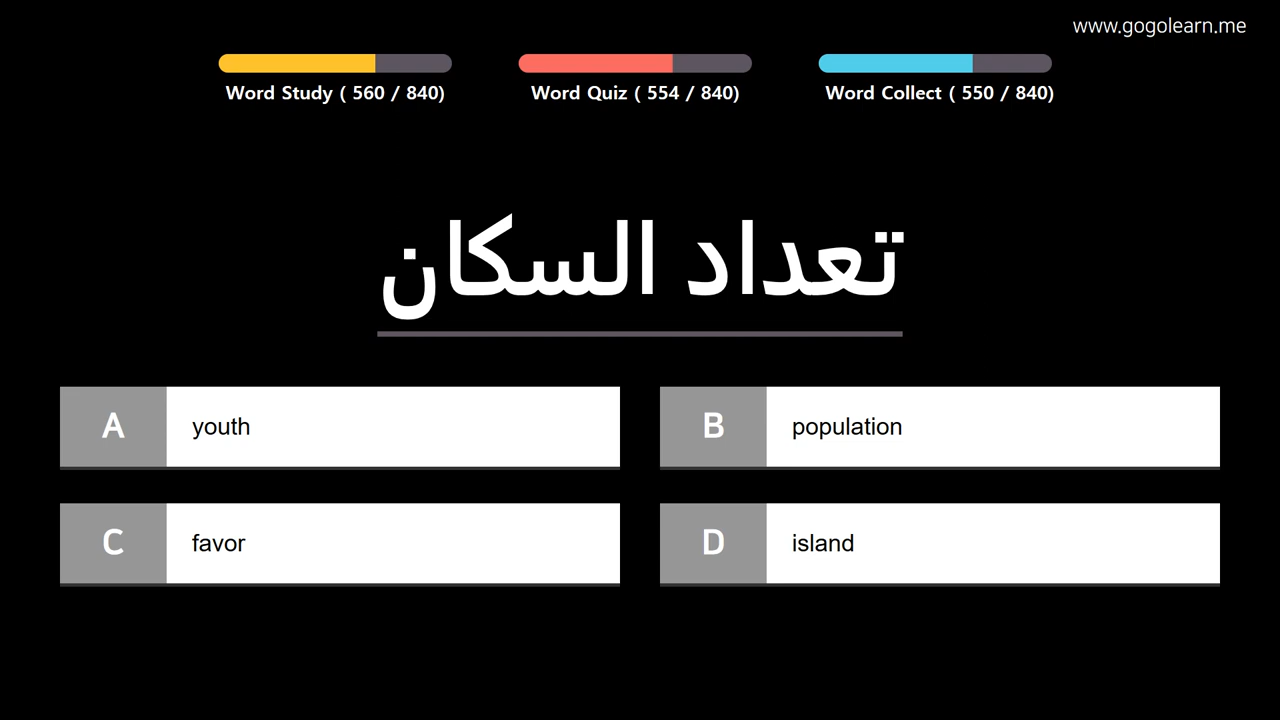 www.gogolearn.me
Word Study ( 560 / 840)
Word Quiz ( 554 / 840)
Word Collect ( 550 / 840)
تعداد السكان
A youth
B population
C favor
D island